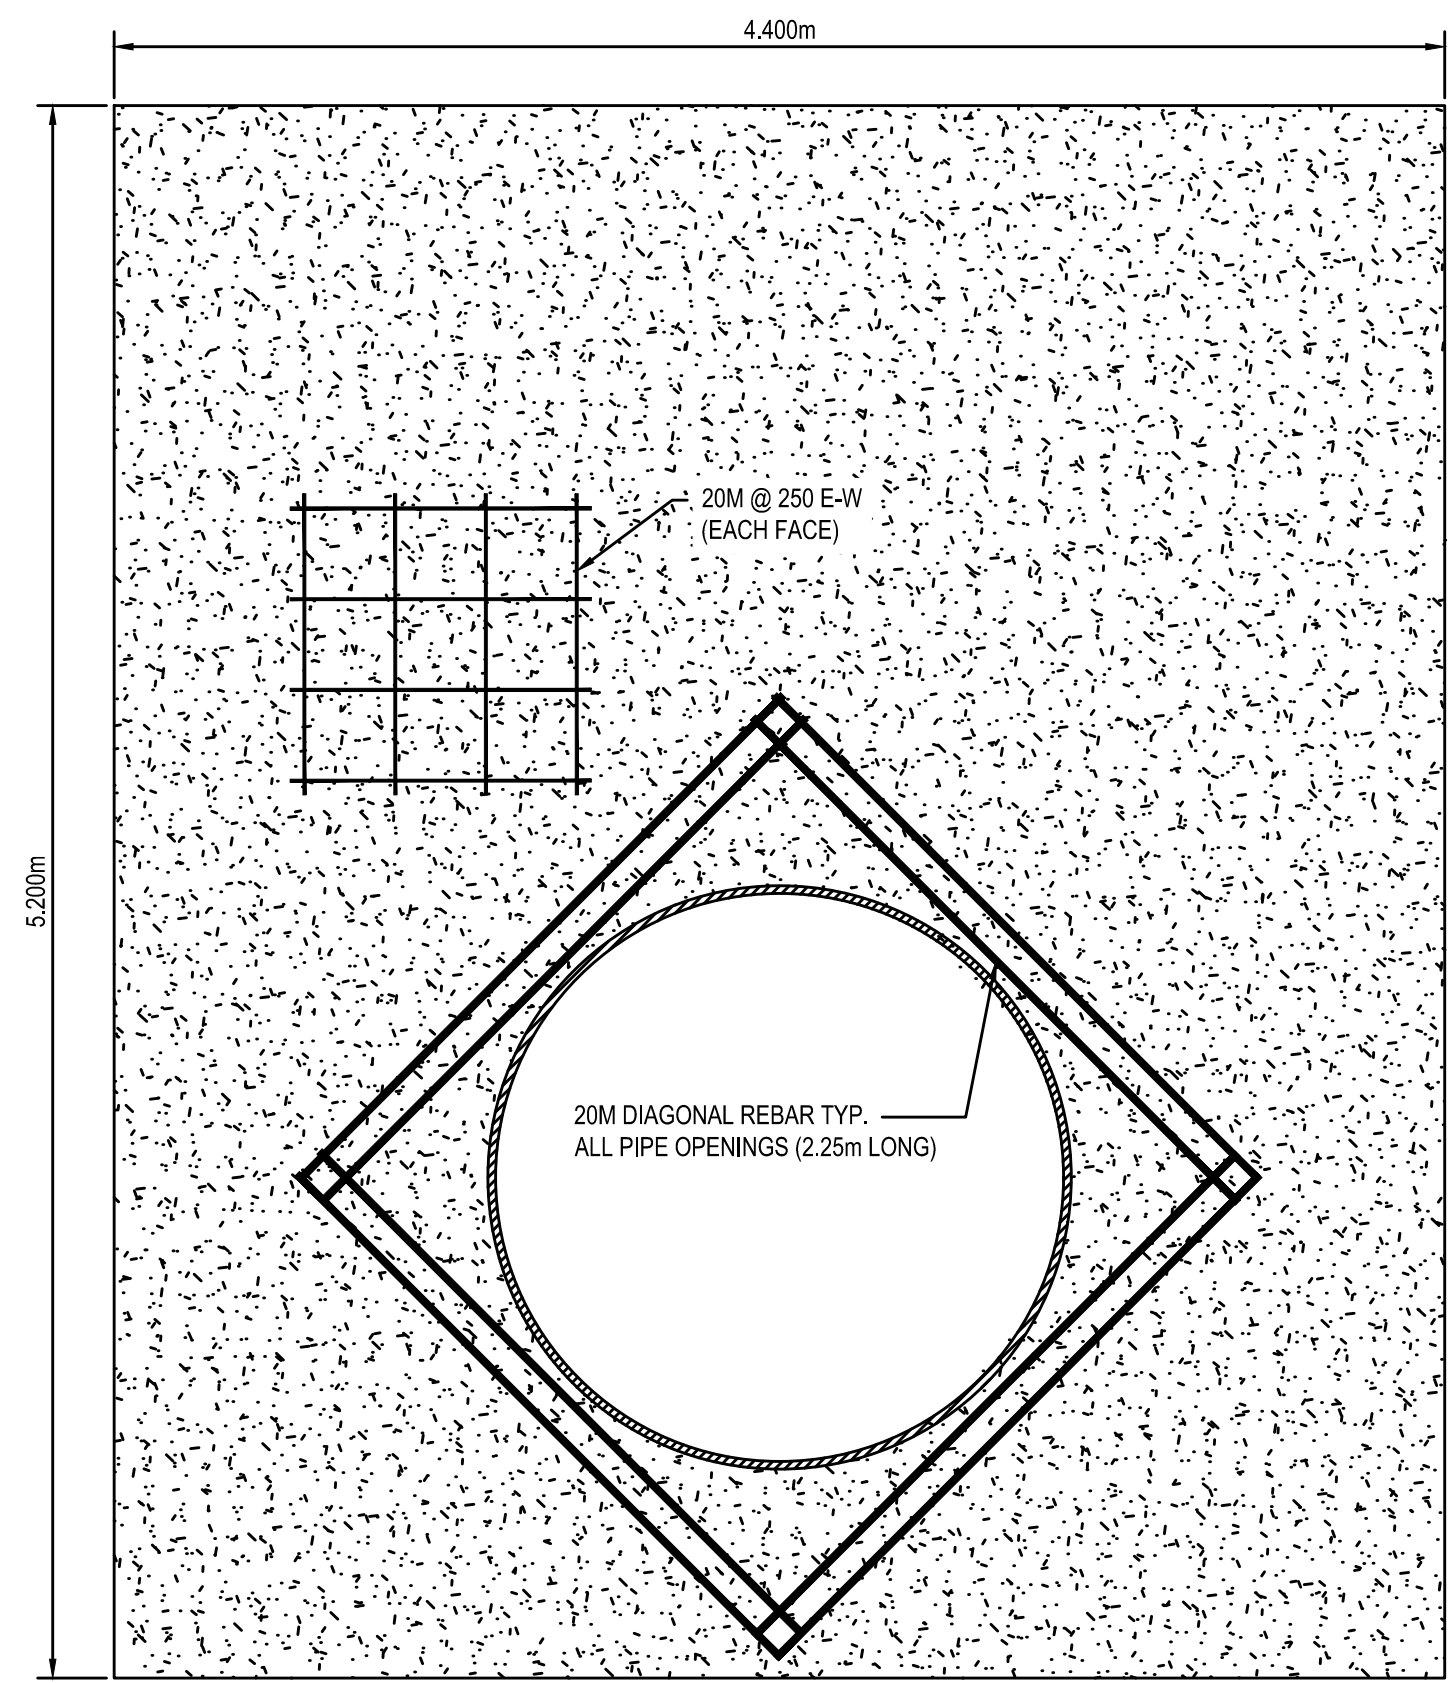 4.400m
20M @ 250 E-W
(EACH FACE)
5.200m
20M DIAGONAL REBAR TYP.
ALL PIPE OPENINGS (2.25m LONG)